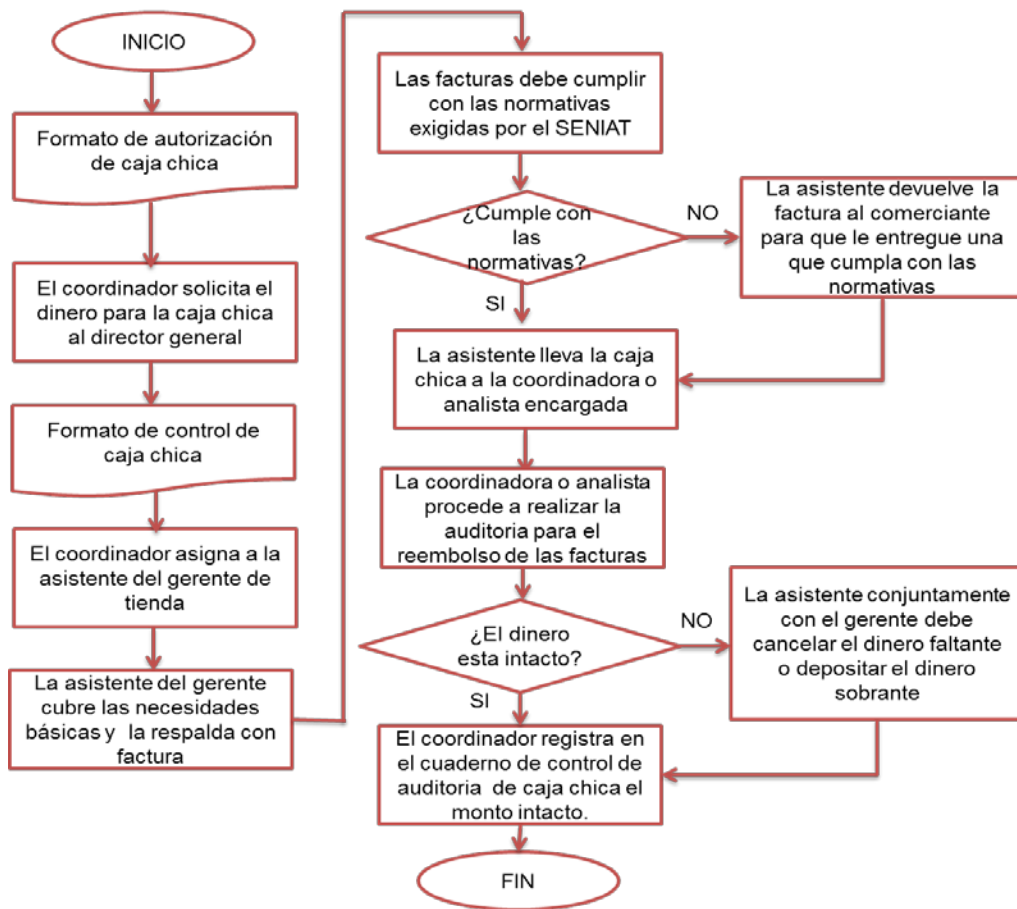 INICIO
Formato de autorización
de caja chica
El coordinador solicita el
dinero para la caja chica
al director general
Formato de control de
caja chica
El coordinador asigna a la
asistente del gerente de
tienda
La asistente del gerente
cubre las necesidades
básicas y la respalda con
factura
Las facturas debe cumplir
con las normativas
exigidas por el SENIAT
¿Cumple con
las
normativas?
NO
La asistente devuelve la
factura al comerciante
para que le entregue una
que cumpla con las
normativas
SI
La asistente lleva la caja
chica a la coordinadora o
analista encargada
La coordinadora o analista
procede a realizar la
auditoria para el
reembolso de las facturas
¿El dinero
esta intacto?
NO
La asistente conjuntamente
con el gerente debe
cancelar el dinero faltante
o depositar el dinero
sobrante
SI
El coordinador registra en
el cuaderno de control de
auditoria de caja chica el
monto intacto.
FIN